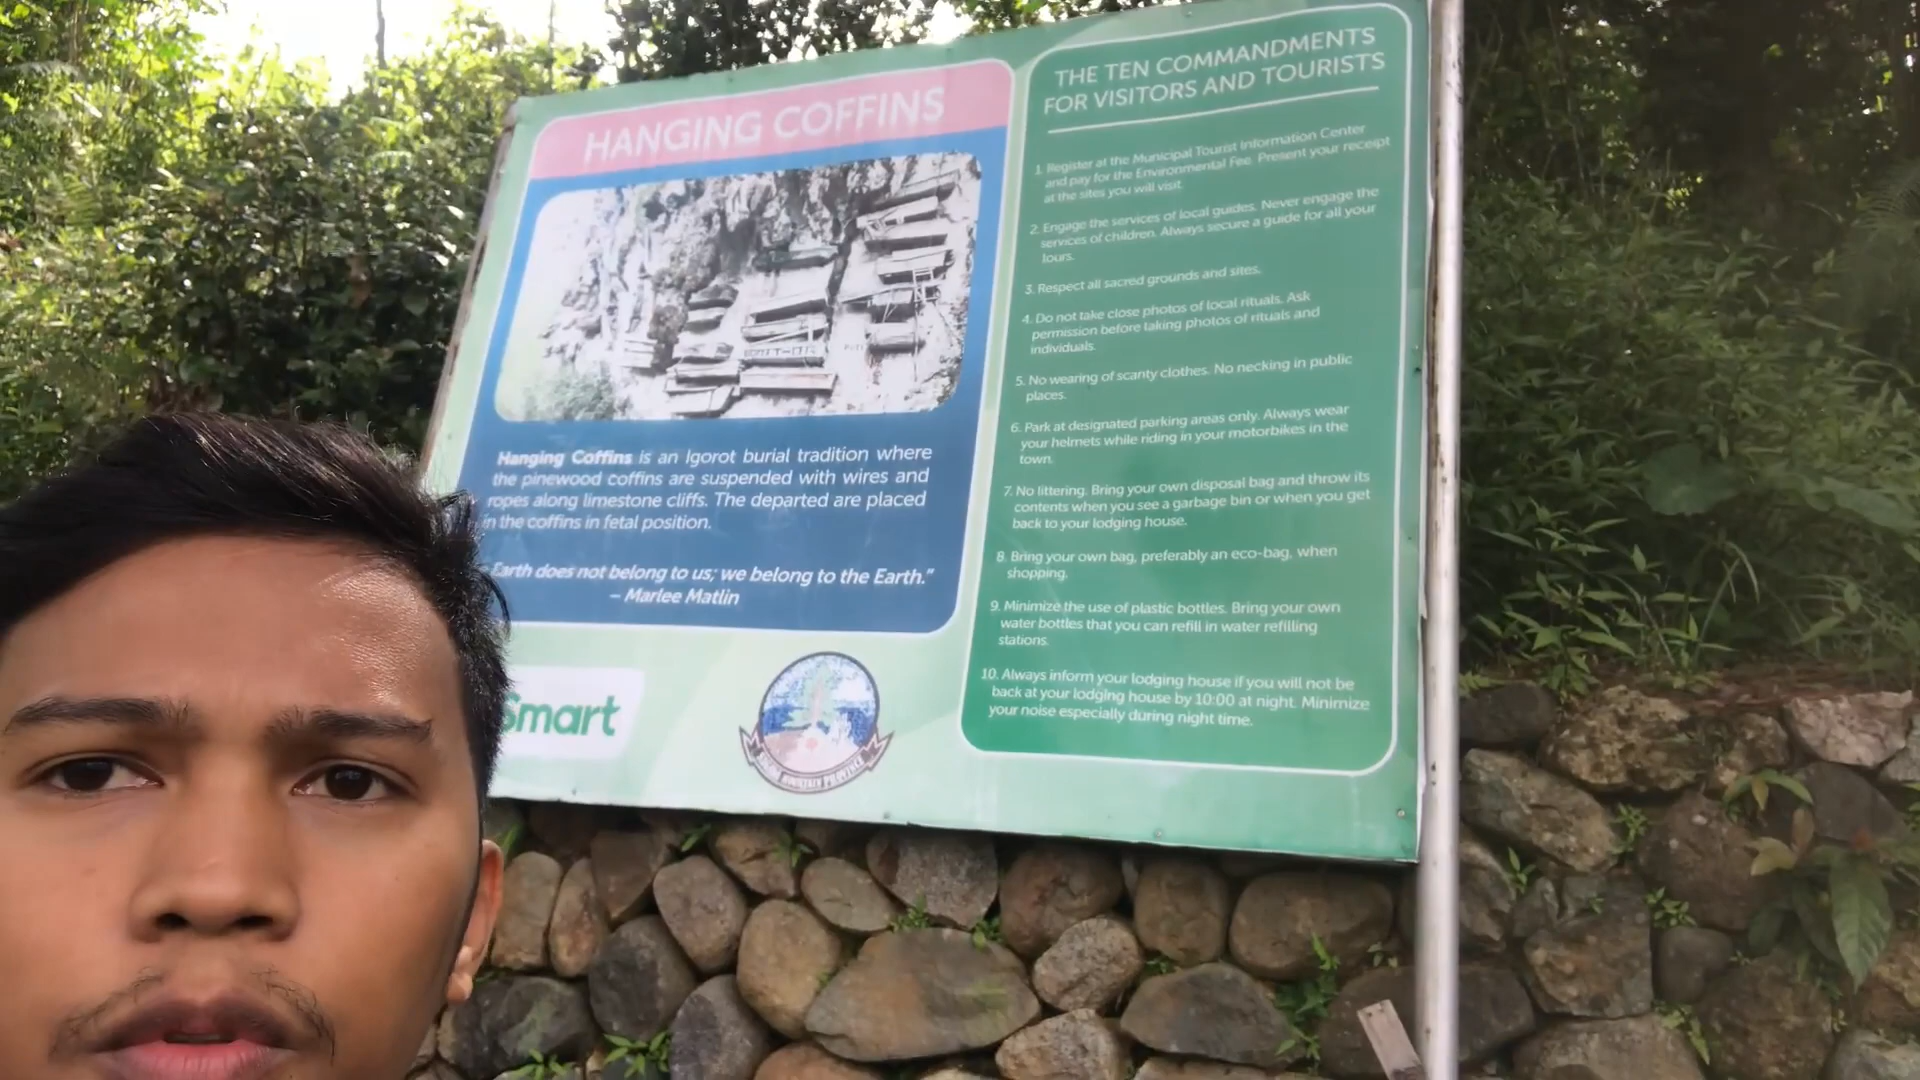 HANGING COFFINS
Hanging Coffins is an Igorot burial tradition where
the pinewood coffins are suspended with wires and
ropes along limestone cliffs. The departed are placed
in the coffins in fetal position.
Earth does not belong to us; we belong to the Earth.”
– Marlee Matlin
Smart
MOUNTAIN PROVINCE
THE TEN COMMANDMENTS
FOR VISITORS AND TOURISTS
1. Register at the Municipal Tourist Information Center
and pay for the Environmental Fee. Present your receipt
at the sites you will visit.
2. Engage the services of local guides. Never engage the
services of children. Always secure a guide for all your
tours.
3. Respect all sacred grounds and sites.
4. Do not take close photos of local rituals. Ask
permission before taking photos of rituals and
individuals.
5. No wearing of scanty clothes. No necking in public
places.
6. Park at designated parking areas only. Always wear
your helmets while riding in your motorbikes in the
town.
7. No littering. Bring your own disposal bag and throw its
contents when you see a garbage bin or when you get
back to your lodging house.
8. Bring your own bag, preferably an eco-bag, when
shopping.
9. Minimize the use of plastic bottles. Bring your own
water bottles that you can refill in water refilling
stations.
10. Always inform your lodging house if you will not be
back at your lodging house by 10:00 at night. Minimize
your noise especially during night time.